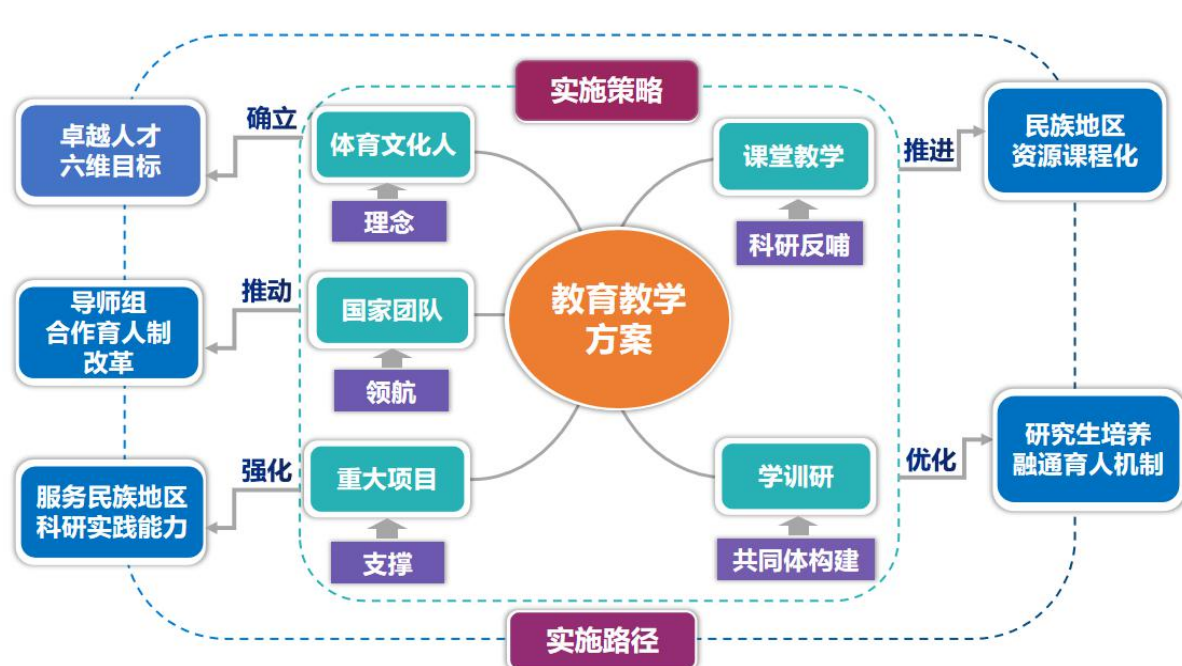 实施策略
卓越人才
六维目标
确立
体育文化人
理念
课堂教学
科研反哺
推进
民族地区
资源课程化
导师组
合作育人制
改革
推动
国家团队
领航
教育教学
方案
服务民族地区
科研实践能力
强化
重大项目
支撑
学训研
共同体构建
优化
研究生培养
融通育人机制
实施路径